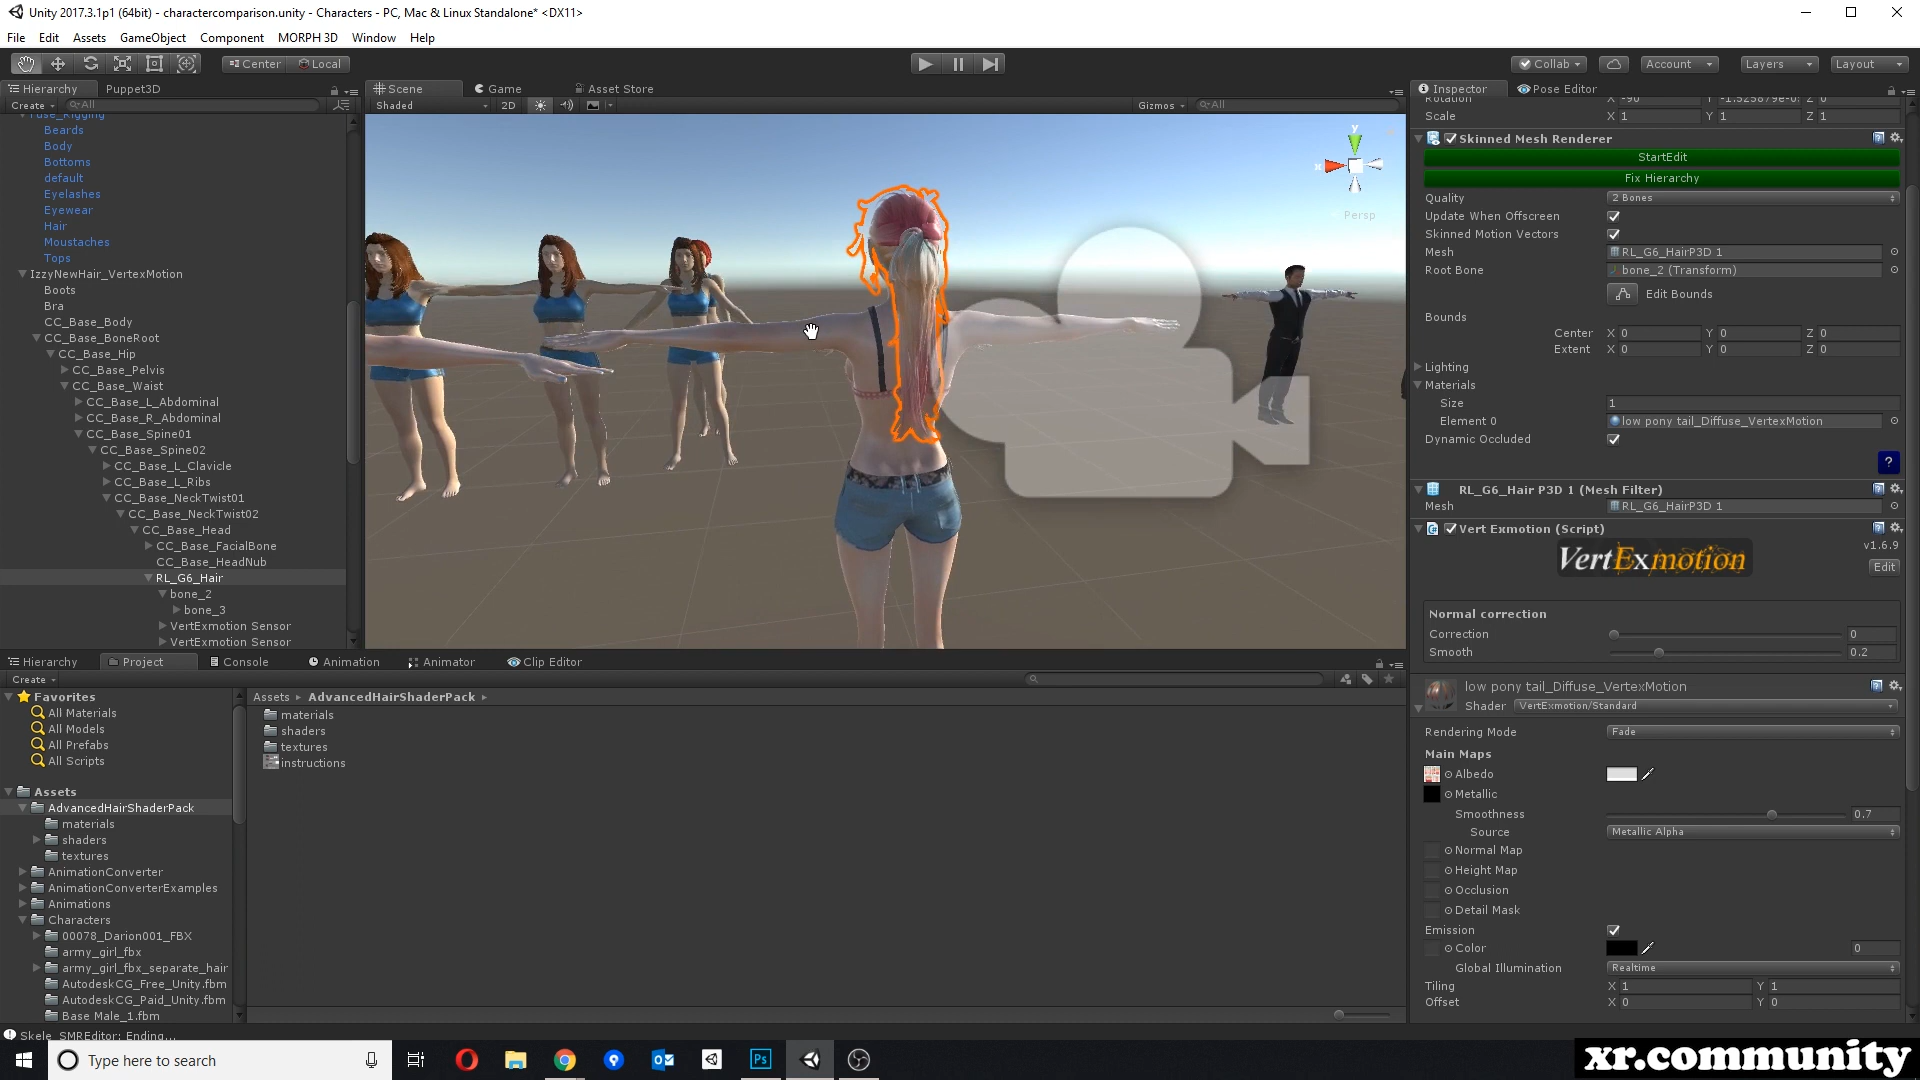 Unity 2017.3.1p1 (64bit) - charactercomparison.unity - Characters - PC, Mac & Linux Standalone* <DX11>
File Edit Assets GameObject Component MORPH 3D Window Help
Center Local
Collab Account Layers Layout
Hierarchy Puppet3D
Create All
Fuse_Rigging
Beards
Body
Bottoms
default
Eyelashes
Eyewear
Hair
Moustaches
Tops
IzzyNewHair_VertexMotion
Boots
Bra
CC_Base_Body
CC_Base_BoneRoot
CC_Base_Hip
CC_Base_Pelvis
CC_Base_Waist
CC_Base_L_Abdominal
CC_Base_R_Abdominal
CC_Base_Spine01
CC_Base_Spine02
CC_Base_L_Clavicle
CC_Base_L_Ribs
CC_Base_NeckTwist01
CC_Base_NeckTwist02
CC_Base_Head
CC_Base_FacialBone
CC_Base_HeadNub
RL_G6_Hair
bone_2
bone_3
VertExmotion Sensor
VertExmotion Sensor
Scene Game Asset Store
Shaded 2D Gizmos All
y
x
Persp
Inspector Pose Editor
Rotation X -90 Y -1.525879e-0 Z 0
Scale X 1 Y 1 Z 1
Skinned Mesh Renderer
StartEdit
Fix Hierarchy
Quality 2 Bones
Update When Offscreen
Skinned Motion Vectors
Mesh RL_G6_HairP3D 1
Root Bone bone_2 (Transform)
Edit Bounds
Bounds
Center X 0 Y 0 Z 0
Extent X 0 Y 0 Z 0
Lighting
Materials
Size 1
Element 0 low pony tail_Diffuse_VertexMotion
Dynamic Occluded
?
RL_G6_Hair P3D 1 (Mesh Filter)
Mesh RL_G6_HairP3D 1
Vert Exmotion (Script)
v1.6.9
VertExmotion
Edit
Normal correction
Correction 0
Smooth 0.2
low pony tail_Diffuse_VertexMotion
Shader VertExmotion/Standard
Rendering Mode Fade
Main Maps
Albedo
Metallic
Smoothness 0.7
Source Metallic Alpha
Normal Map
Height Map
Occlusion
Detail Mask
Emission
Color 0
Global Illumination Realtime
Tiling X 1 Y 1
Offset X 0 Y 0
Hierarchy Project Console Animation Animator Clip Editor
Create
Favorites
All Materials
All Models
All Prefabs
All Scripts
Assets
AdvancedHairShaderPack
materials
shaders
textures
AnimationConverter
AnimationConverterExamples
Animations
Characters
00078_Darion001_FBX
army_girl_fbx
army_girl_fbx_separate_hair
AutodeskCG_Free_Unity.fbm
AutodeskCG_Paid_Unity.fbm
Base Male_1.fbm
Assets AdvancedHairShaderPack
materials
shaders
textures
instructions
Skele_SMREditor: Ending...
Type here to search
Ps
xr.community